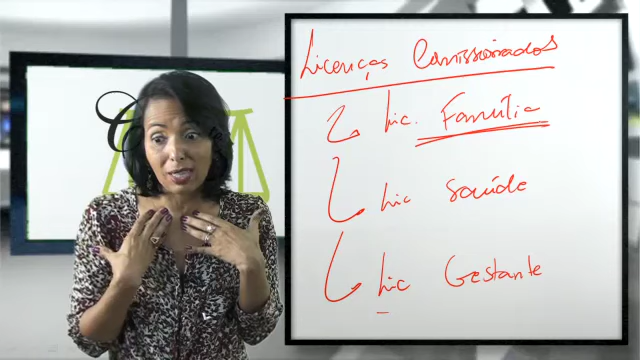 Licenças Comissionados
Lic. Família
Lic Saúde
Lic Gestante